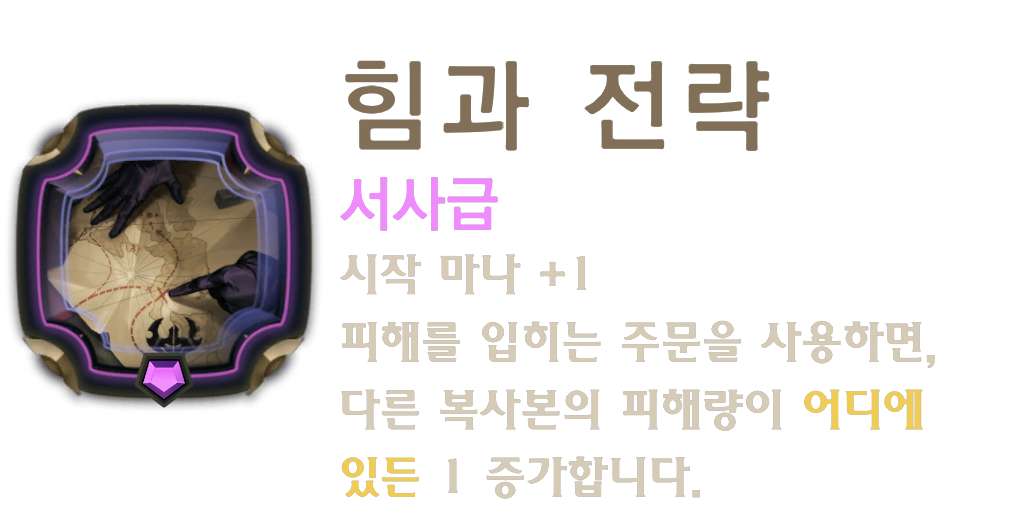 힘과 전략
서사급
시작 마나 +1
피해를 입히는 주문을 사용하면,
다른 복사본의 피해량이 어디에
있든 1 증가합니다.